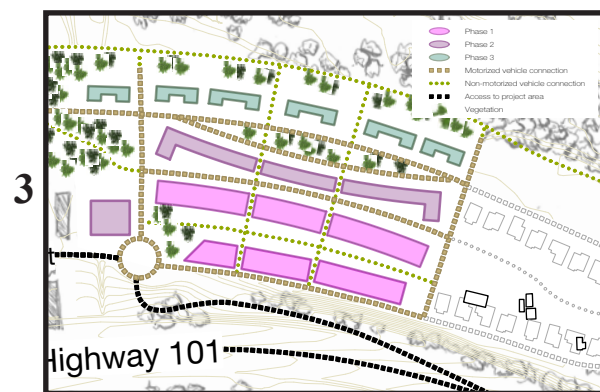 Phase 1
Phase 2
Phase 3
Motorized vehicle connection
Non-motorized vehicle connection
Access to project area
Vegetation
3
t
Highway 101